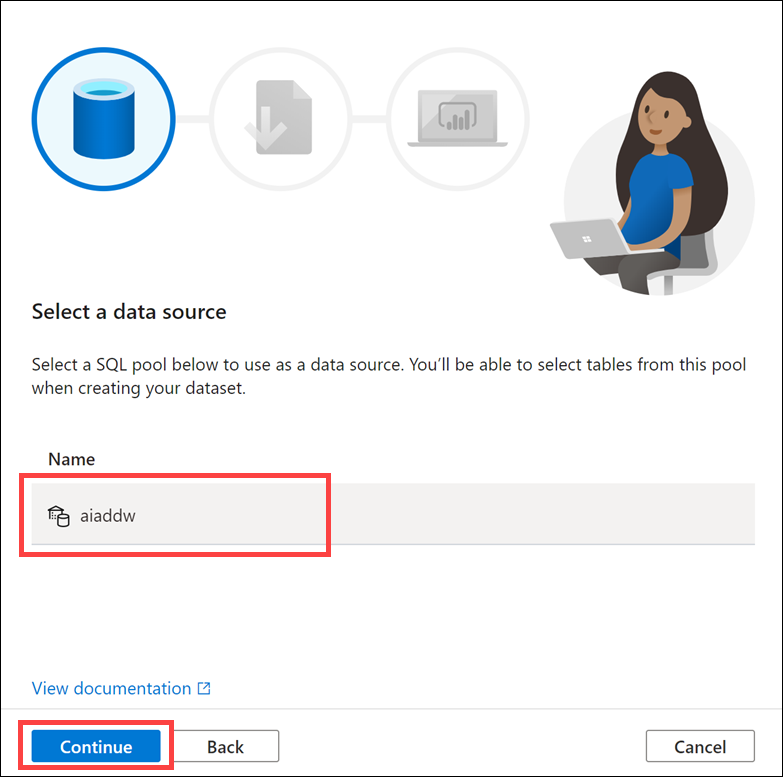 Select a data source
Select a SQL pool below to use as a data source. You’ll be able to select tables from this pool
when creating your dataset.
Name
aiaddw
View documentation
Continue
Back
Cancel